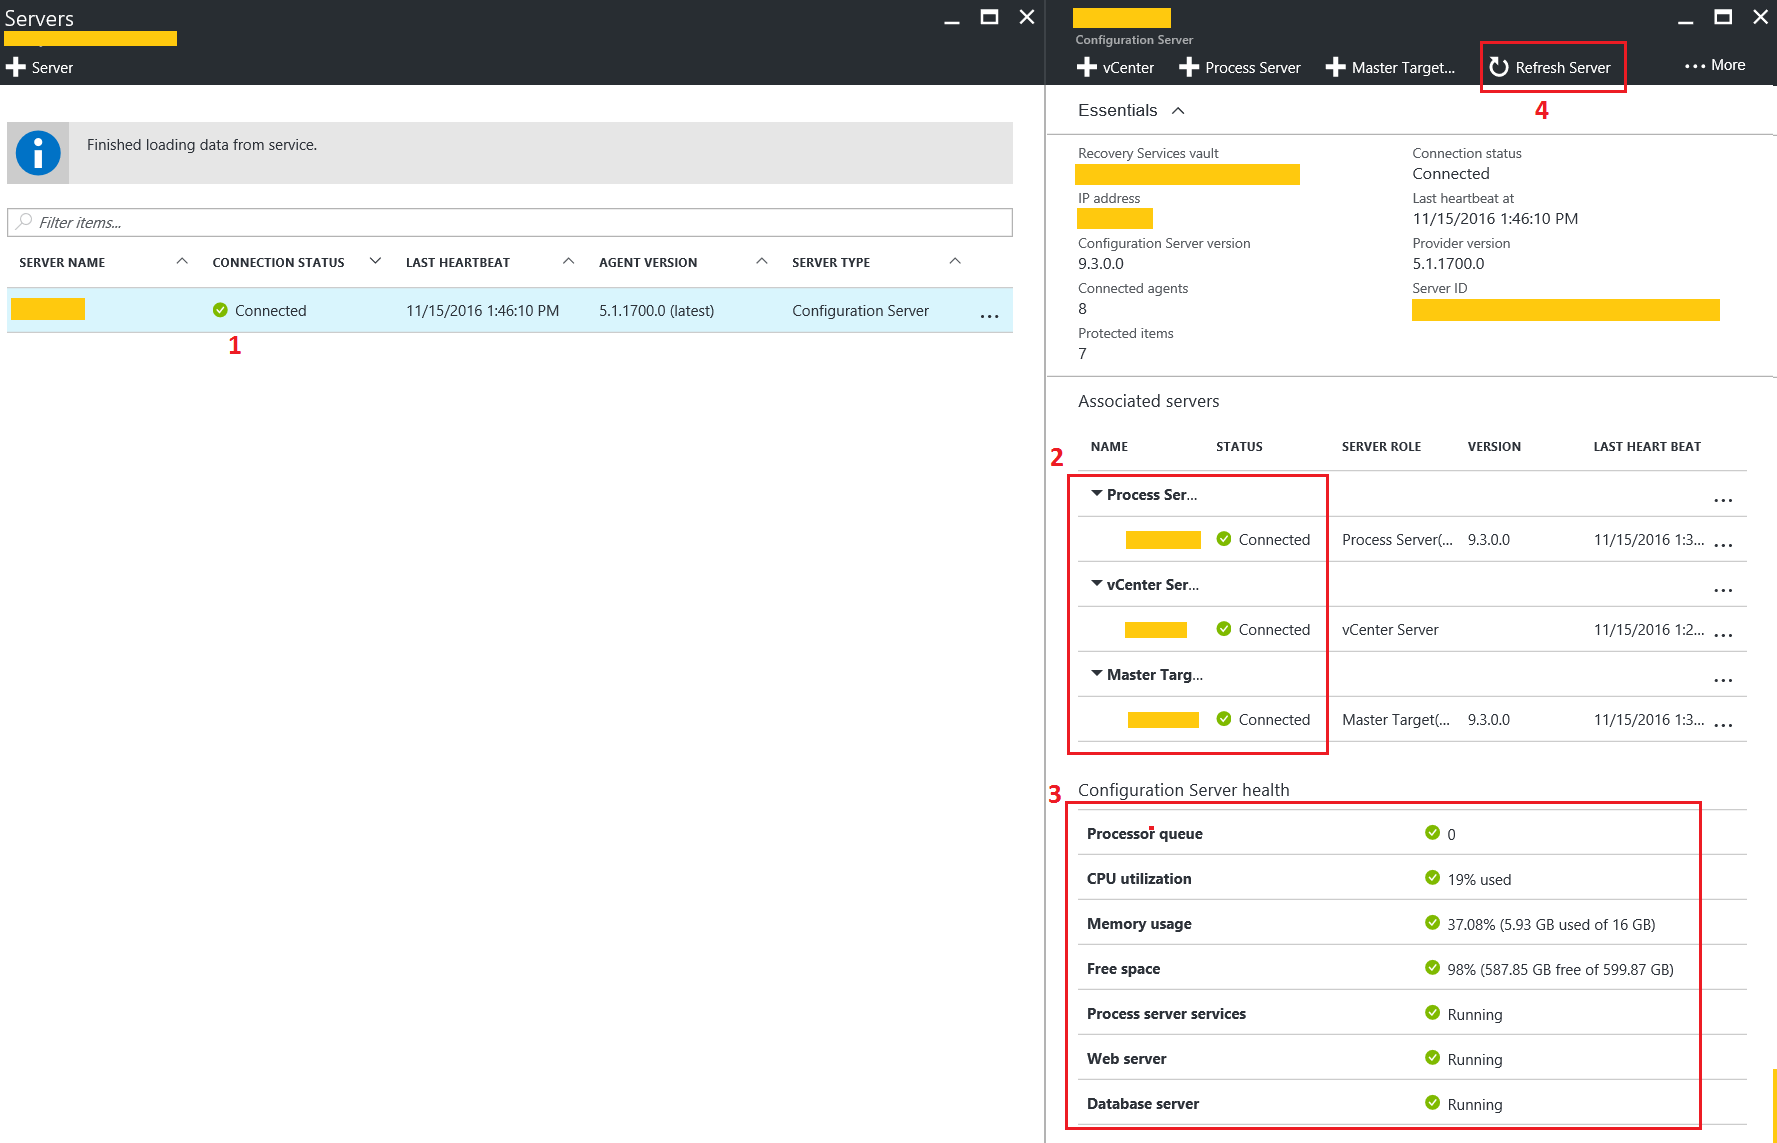 Servers
Server
Finished loading data from service.
Filter items...
SERVER NAME CONNECTION STATUS LAST HEARTBEAT AGENT VERSION SERVER TYPE
Connected 11/15/2016 1:46:10 PM 5.1.1700.0 (latest) Configuration Server ...
1
Configuration Server
vCenter Process Server Master Target... Refresh Server ... More
4
Essentials
Recovery Services vault
Connection status
Connected
IP address
Last heartbeat at
11/15/2016 1:46:10 PM
Configuration Server version
9.3.0.0
Provider version
5.1.1700.0
Connected agents
8
Server ID
Protected items
7
Associated servers
2
NAME STATUS SERVER ROLE VERSION LAST HEART BEAT
Process Ser... ...
Connected Process Server(... 9.3.0.0 11/15/2016 1:3... ...
vCenter Ser... ...
Connected vCenter Server 11/15/2016 1:2... ...
Master Targ... ...
Connected Master Target(... 9.3.0.0 11/15/2016 1:3... ...
3
Configuration Server health
Processor queue 0
CPU utilization 19% used
Memory usage 37.08% (5.93 GB used of 16 GB)
Free space 98% (587.85 GB free of 599.87 GB)
Process server services Running
Web server Running
Database server Running